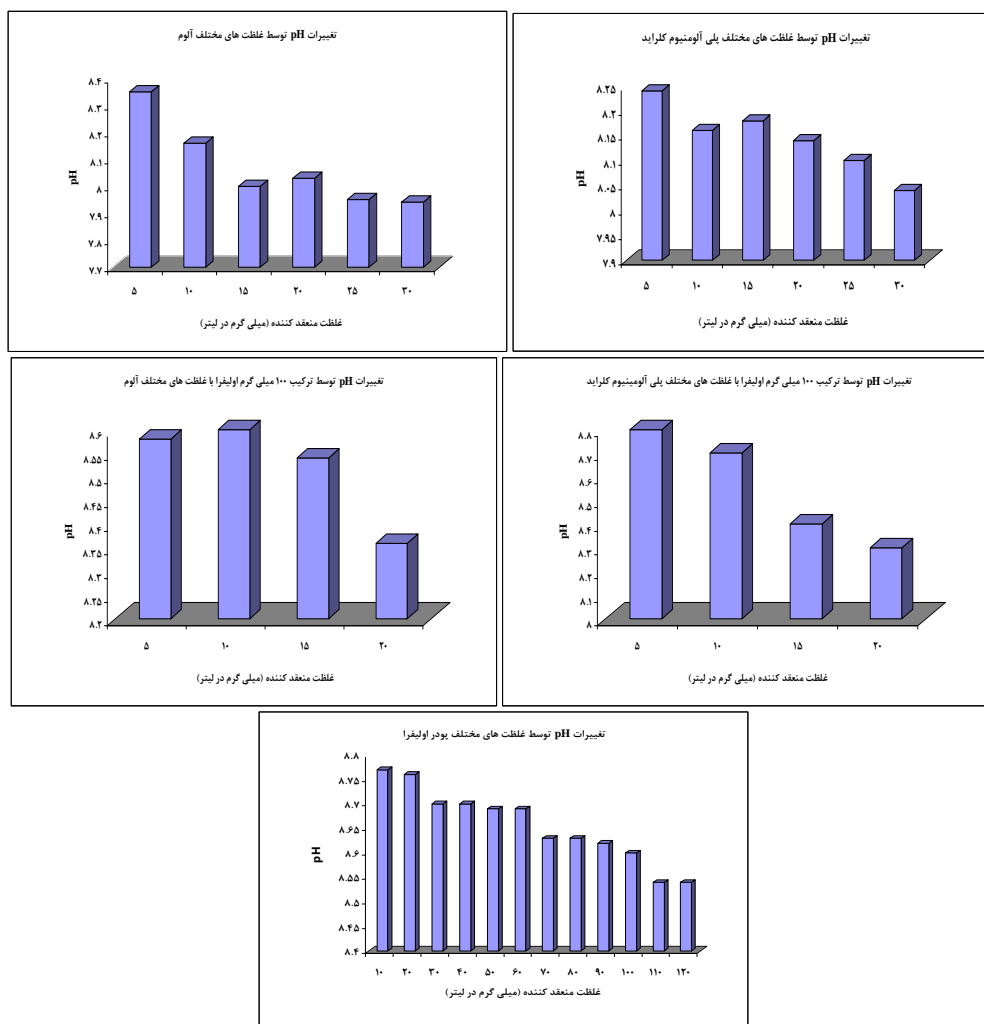 تغییرات pH توسط غلظت های مختلف آلوم
۸.۴
۸.۳
۸.۲
۸.۱
۸
۷.۹
۷.۸
۷.۷
pH
۵ ۱۰ ۱۵ ۲۰ ۲۵ ۳۰
غلظت منعقد کننده (میلی گرم در لیتر)
تغییرات pH توسط غلظت های مختلف پلی آلومنیوم کلراید
۸.۲۵
۸.۲
۸.۱۵
۸.۱
۸.۰۵
۸
۷.۹۵
۷.۹
pH
۵ ۱۰ ۱۵ ۲۰ ۲۵ ۳۰
غلظت منعقد کننده (میلی گرم در لیتر)
تغییرات pH توسط ترکیب ۱۰۰ میلی گرم اولیفرا با غلظت های مختلف آلوم
۸.۶
۸.۵۵
۸.۵
۸.۴۵
۸.۴
۸.۳۵
۸.۳
۸.۲۵
۸.۲
pH
۵ ۱۰ ۱۵ ۲۰
غلظت منعقد کننده (میلی گرم در لیتر)
تغییرات pH توسط ترکیب ۱۰۰ میلی گرم اولیفرا با غلظت های مختلف پلی آلومینیوم کلراید
۸.۸
۸.۷
۸.۶
۸.۵
۸.۴
۸.۳
۸.۲
۸.۱
۸
pH
۵ ۱۰ ۱۵ ۲۰
غلظت منعقد کننده (میلی گرم در لیتر)
تغییرات pH توسط غلظت های مختلف پودر اولیفرا
۸.۸
۸.۷۵
۸.۷
۸.۶۵
۸.۶
۸.۵۵
۸.۵
۸.۴۵
۸.۴
pH
۱۰ ۲۰ ۳۰ ۴۰ ۵۰ ۶۰ ۷۰ ۸۰ ۹۰ ۱۰۰ ۱۱۰ ۱۲۰
غلظت منعقد کننده (میلی گرم در لیتر)